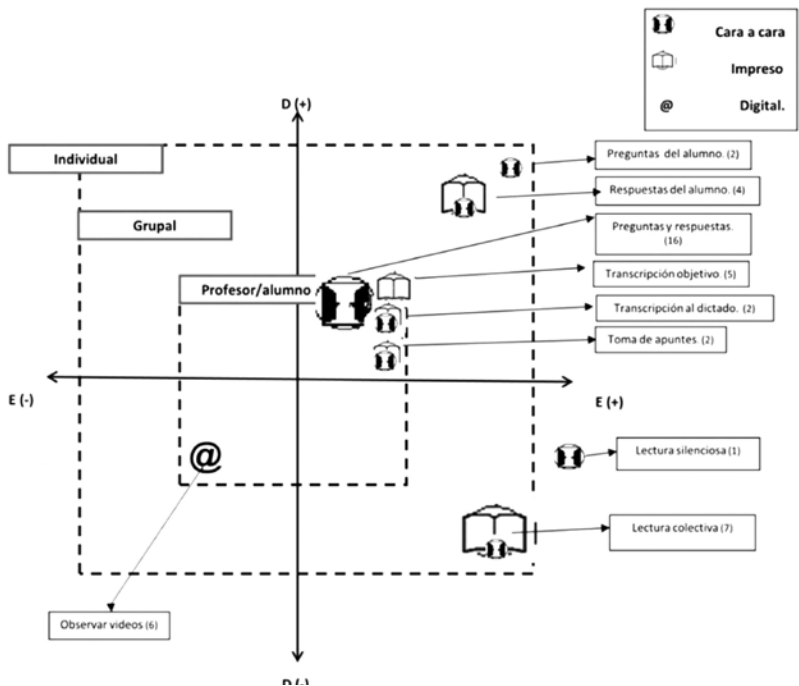 Cara a cara
Impreso
@ Digital.
D (+)
Individual
Preguntas del alumno. (2)
Respuestas del alumno. (4)
Grupal
Preguntas y respuestas.
(16)
Transcripción objetivo. (5)
Profesor/alumno
Transcripción al dictado. (2)
Toma de apuntes. (2)
E (-)
E (+)
Lectura silenciosa (1)
@
Lectura colectiva (7)
Observar videos (6)
D (-)